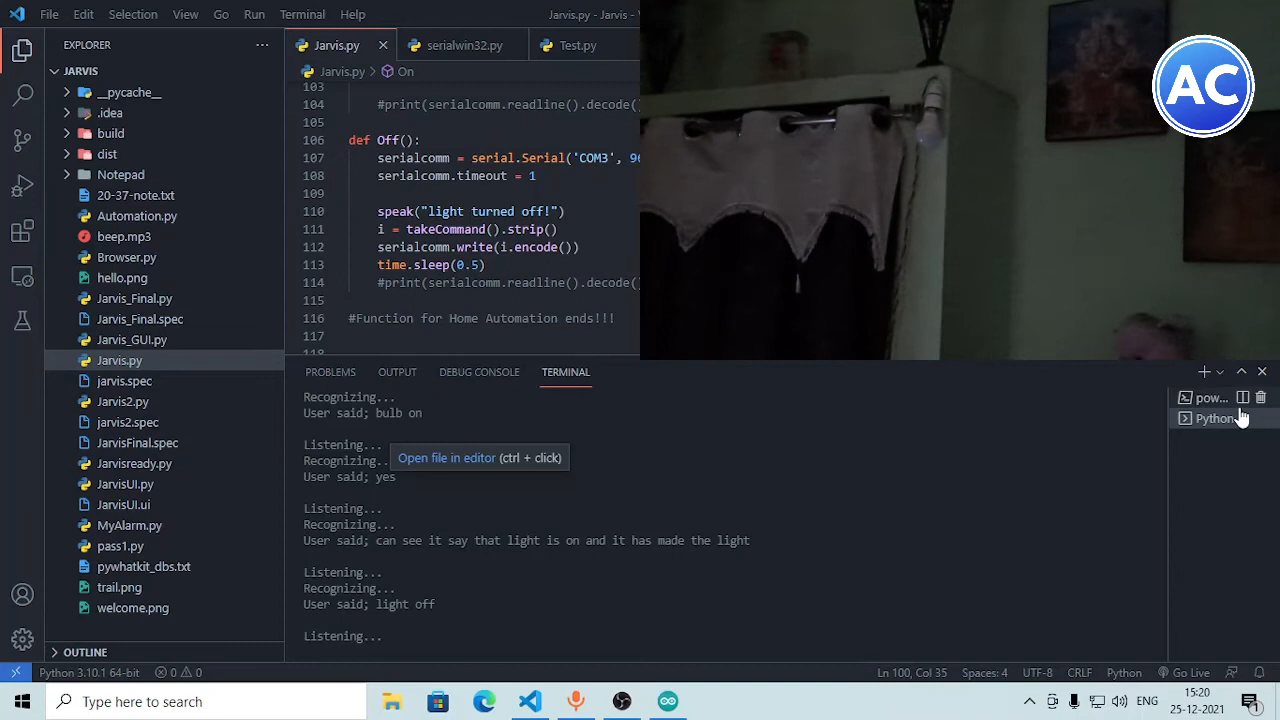 File Edit Selection View Go Run Terminal Help Jarvis.py - Jarvis -
AC
EXPLORER
JARVIS
__pycache__
.idea
build
dist
Notepad
20-37-note.txt
Automation.py
beep.mp3
Browser.py
hello.png
Jarvis_Final.py
Jarvis_Final.spec
Jarvis_GUI.py
Jarvis.py
jarvis.spec
Jarvis2.py
jarvis2.spec
JarvisFinal.spec
Jarvisready.py
JarvisUI.py
JarvisUI.ui
MyAlarm.py
pass1.py
pywhatkit_dbs.txt
trail.png
welcome.png
OUTLINE
Jarvis.py serialwin32.py Test.py
Jarvis.py > On
103
104 #print(serialcomm.readline().decode(
105
106 def Off():
107 serialcomm = serial.Serial('COM3', 96
108 serialcomm.timeout = 1
109
110 speak("light turned off!")
111 i = takeCommand().strip()
112 serialcomm.write(i.encode())
113 time.sleep(0.5)
114 #print(serialcomm.readline().decode(
115
116 #Function for Home Automation ends!!!
117
118
PROBLEMS OUTPUT DEBUG CONSOLE TERMINAL
Recognizing...
User said; bulb on
Listening...
Recognizing..
Open file in editor (ctrl + click)
User said; yes
Listening...
Recognizing...
User said; can see it say that light is on and it has made the light
Listening...
Recognizing...
User said; light off
Listening...
pow...
Python
Python 3.10.1 64-bit 0 0 Ln 100, Col 35 Spaces: 4 UTF-8 CRLF Python Go Live
Type here to search
ENG
15:20
25-12-2021
1